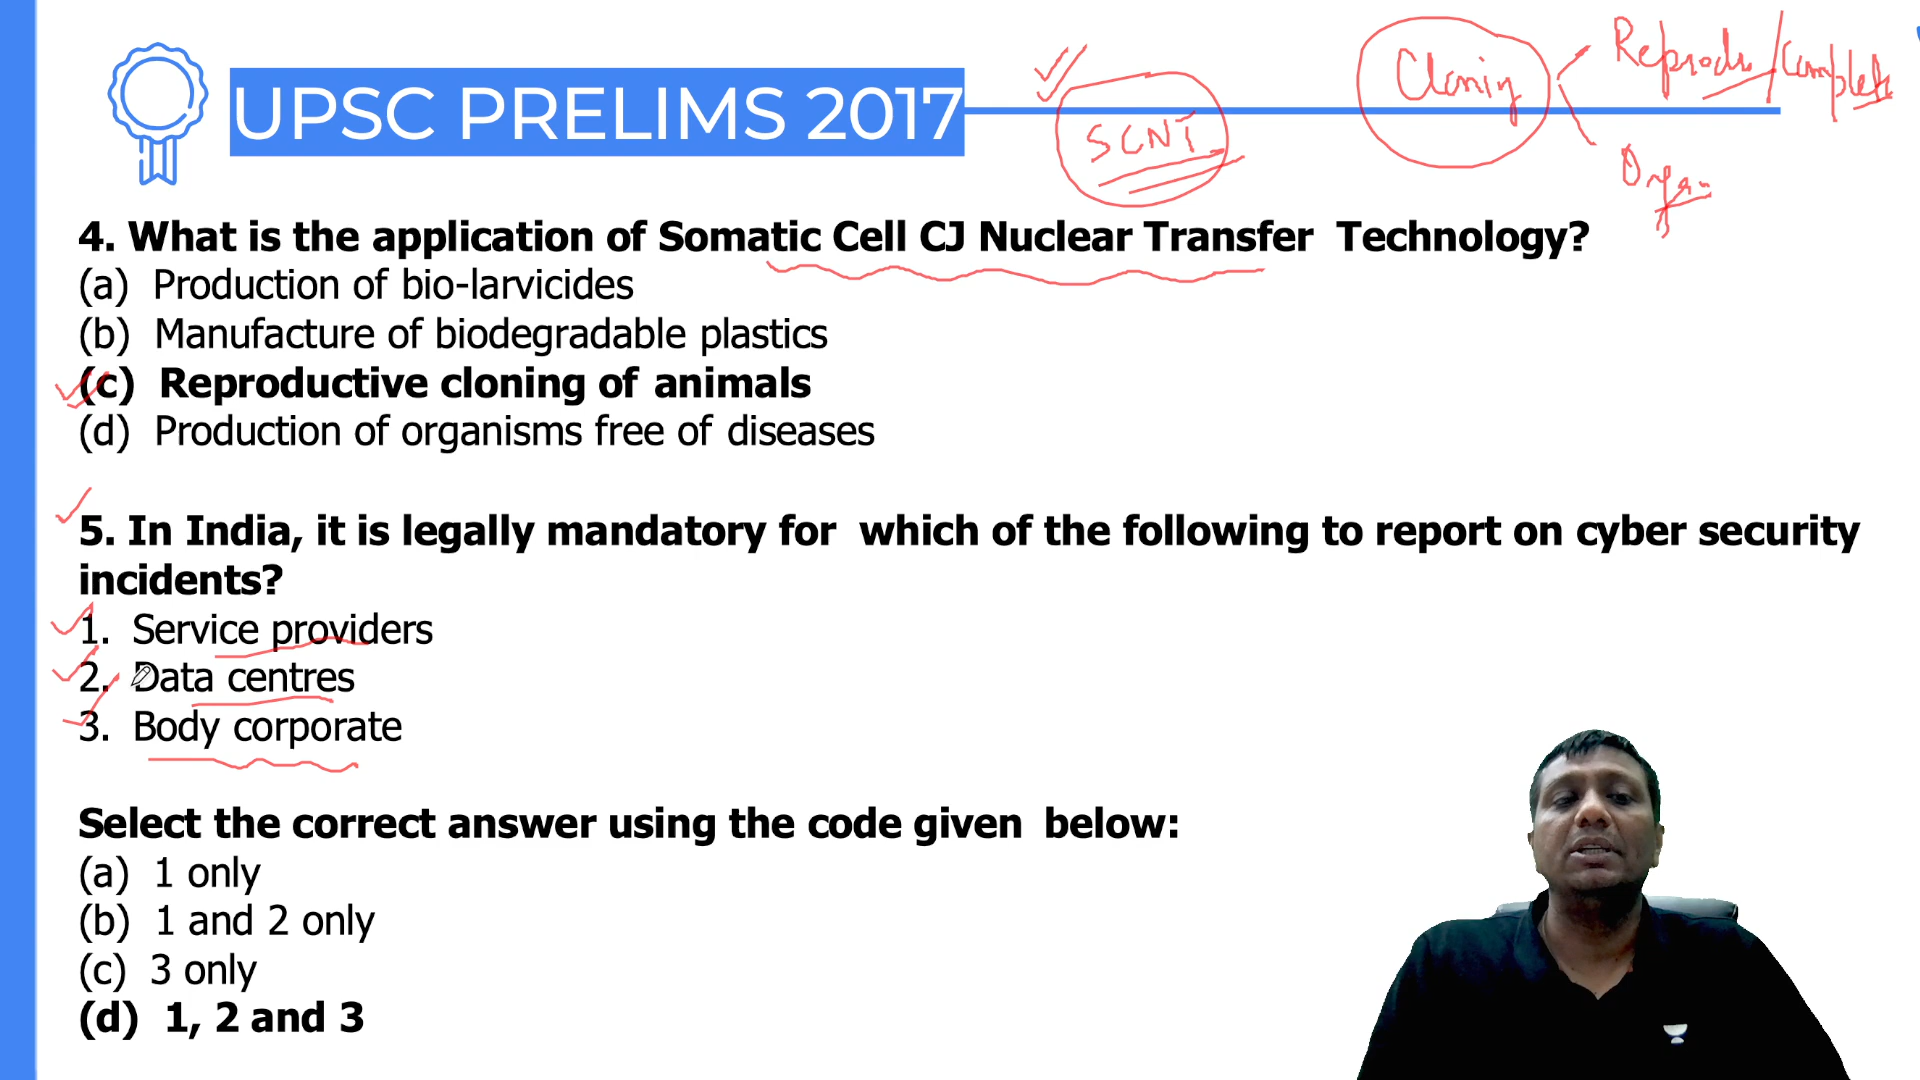 UPSC PRELIMS 2017
SCNT
Cloning
4. What is the application of Somatic Cell CJ Nuclear Transfer Technology?
(a) Production of bio-larvicides
(b) Manufacture of biodegradable plastics
(c) Reproductive cloning of animals
(d) Production of organisms free of diseases
5. In India, it is legally mandatory for which of the following to report on cyber security
incidents?
1. Service providers
2. Data centres
3. Body corporate
Select the correct answer using the code given below:
(a) 1 only
(b) 1 and 2 only
(c) 3 only
(d) 1, 2 and 3